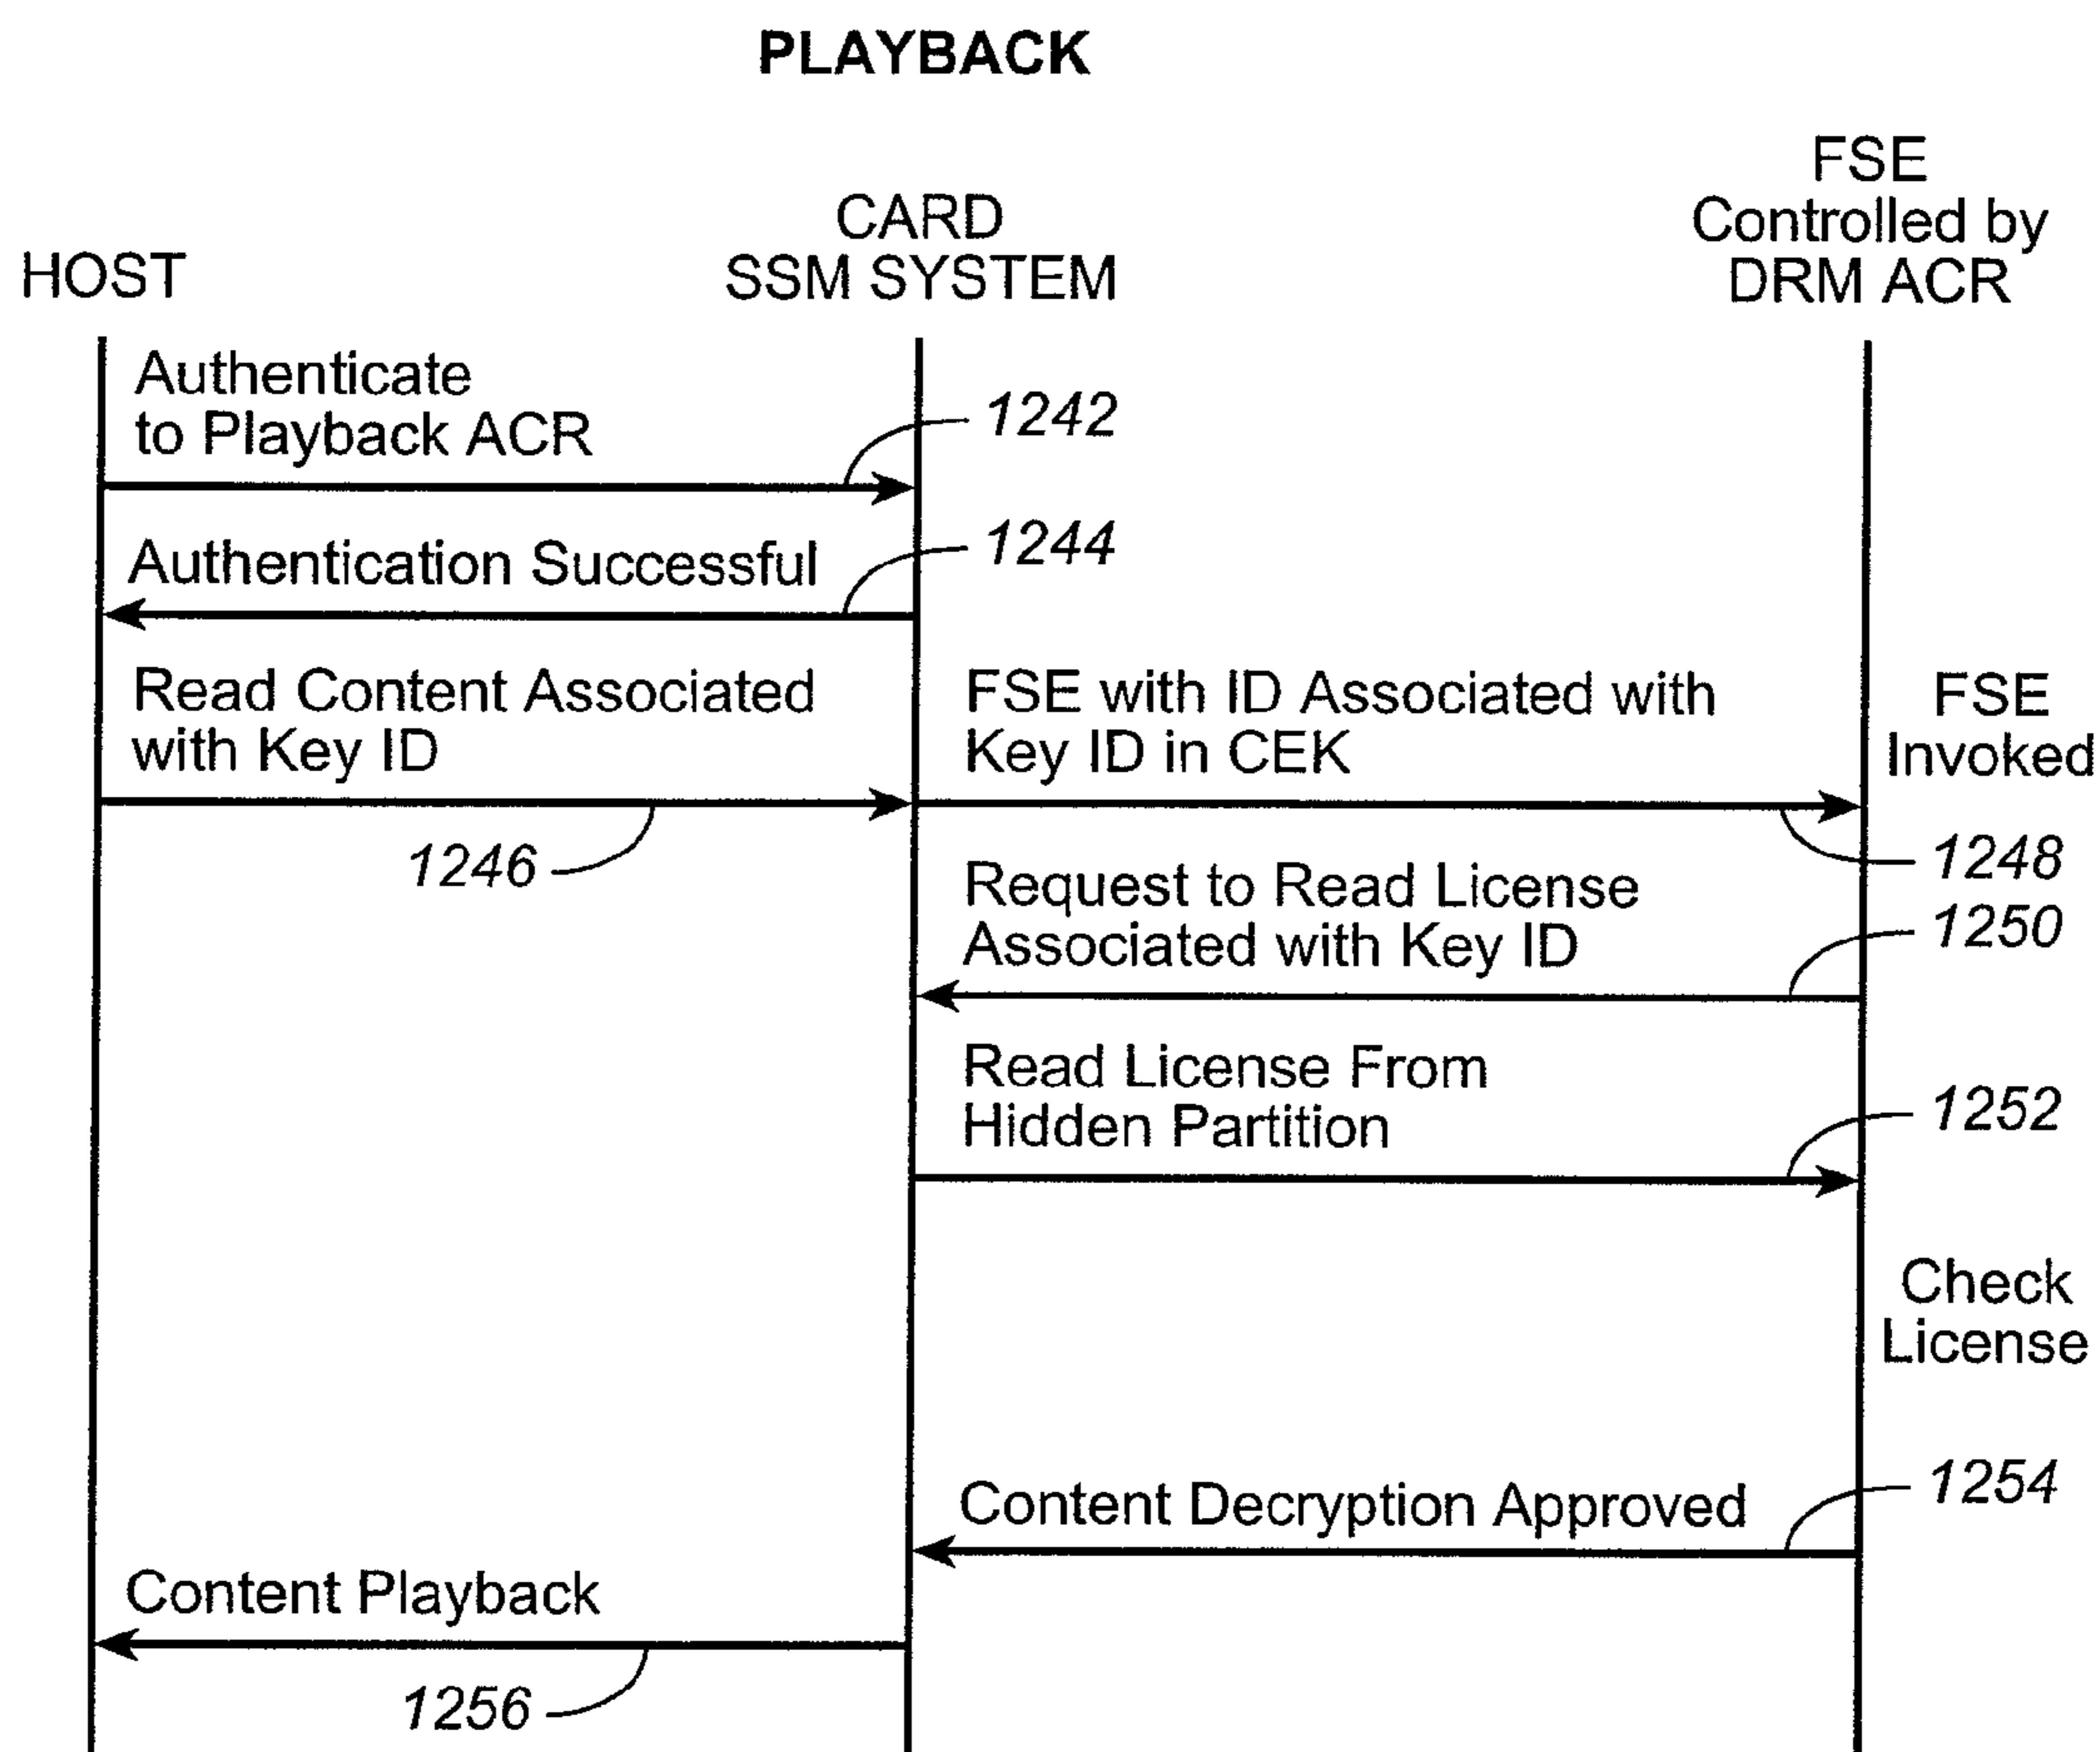 PLAYBACK
HOST
CARD
SSM SYSTEM
FSE
Controlled by
DRM ACR
Authenticate
to Playback ACR
1242
Authentication Successful
1244
Read Content Associated
with Key ID
1246
FSE with ID Associated with
Key ID in CEK
FSE
Invoked
1248
Request to Read License
Associated with Key ID
1250
Read License From
Hidden Partition
1252
Check
License
Content Decryption Approved
1254
Content Playback
1256